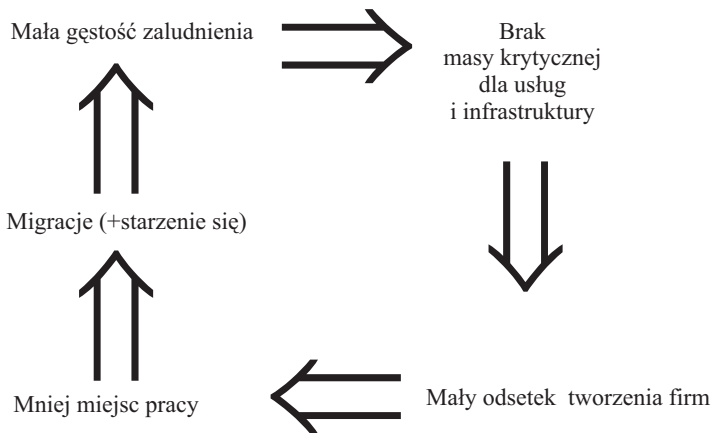 Mała gęstość zaludnienia
Brak
masy krytycznej
dla usług
i infrastruktury
Migracje (+starzenie się)
Mniej miejsc pracy
Mały odsetek tworzenia firm